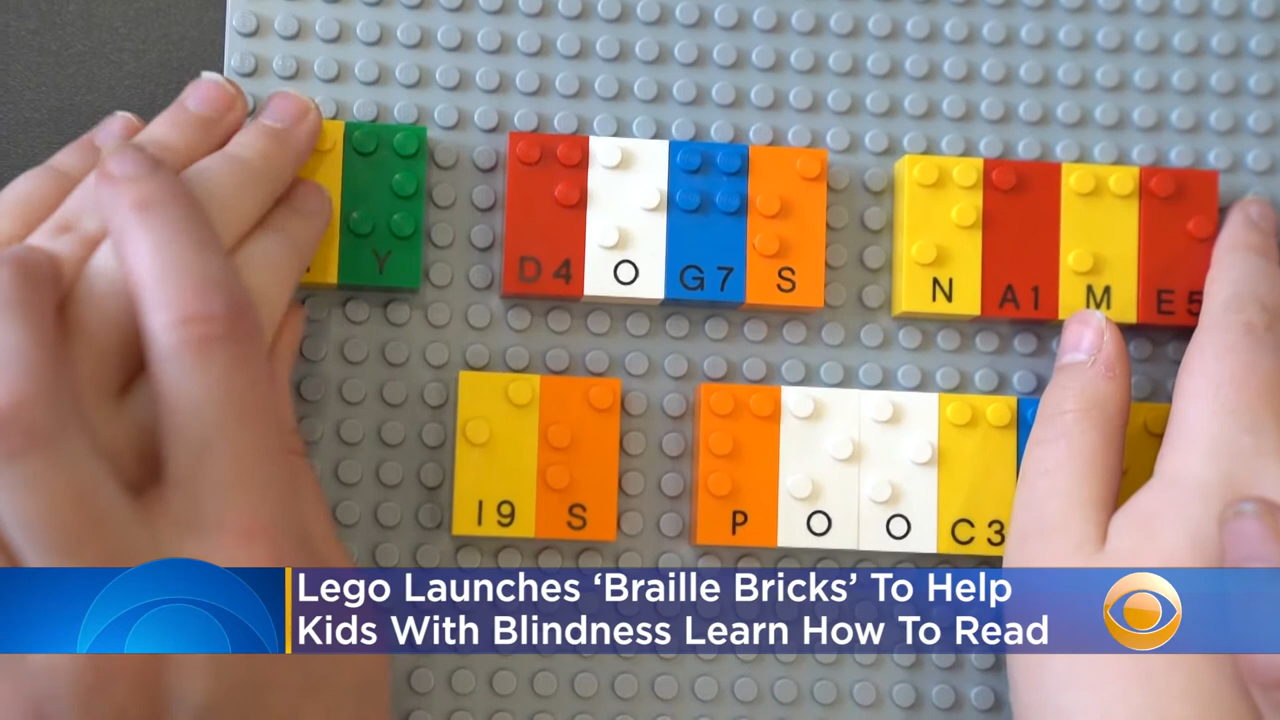 Y D4 O G7 S N A1 M E5
I9 S P O O C3
Lego Launches ‘Braille Bricks’ To Help
Kids With Blindness Learn How To Read